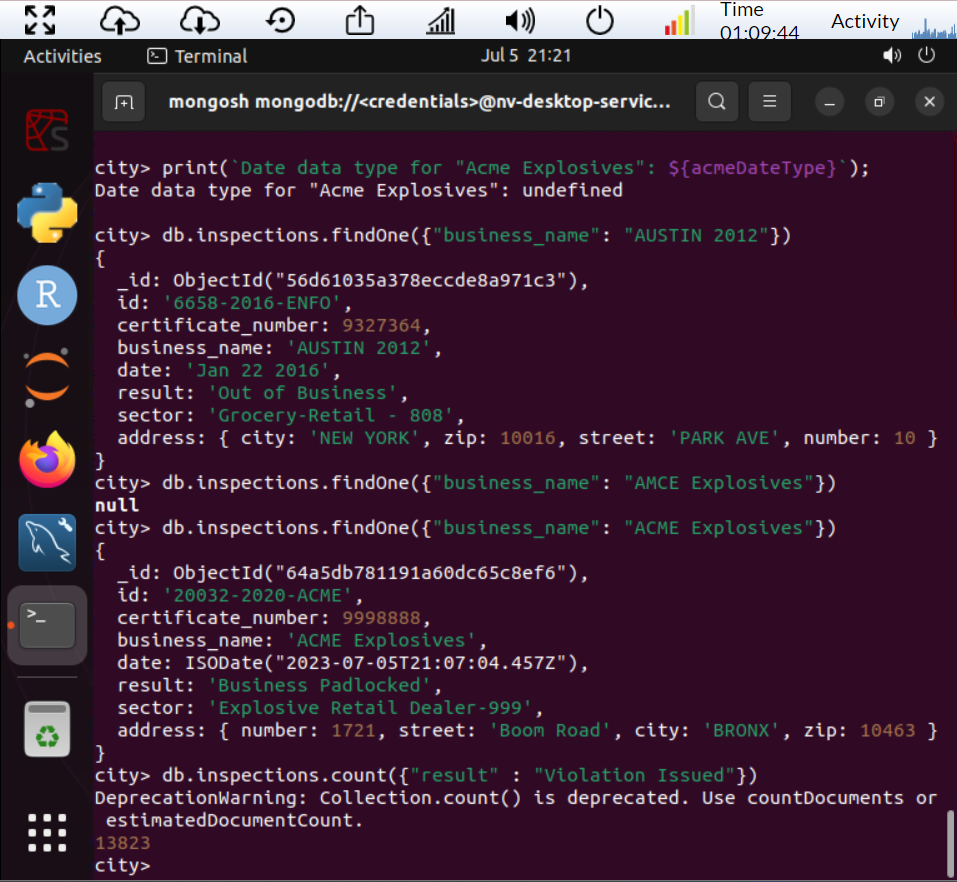 Time
01:09:44
Activity
Activities
Terminal
Jul 5 21:21
mongosh mongodb://<credentials>@nv-desktop-servic...
city> print(`Date data type for "Acme Explosives": ${acmeDateType}`);
Date data type for "Acme Explosives": undefined
city> db.inspections.findOne({"business_name": "AUSTIN 2012"})
{
_id: ObjectId("56d61035a378eccde8a971c3"),
id: '6658-2016-ENFO',
certificate_number: 9327364,
business_name: 'AUSTIN 2012',
date: 'Jan 22 2016',
result: 'Out of Business',
sector: 'Grocery-Retail - 808',
address: { city: 'NEW YORK', zip: 10016, street: 'PARK AVE', number: 10 }
}
city> db.inspections.findOne({"business_name": "AMCE Explosives"})
null
city> db.inspections.findOne({"business_name": "ACME Explosives"})
{
_id: ObjectId("64a5db781191a60dc65c8ef6"),
id: '20032-2020-ACME',
certificate_number: 9998888,
business_name: 'ACME Explosives',
date: ISODate("2023-07-05T21:07:04.457Z"),
result: 'Business Padlocked',
sector: 'Explosive Retail Dealer-999',
address: { number: 1721, street: 'Boom Road', city: 'BRONX', zip: 10463 }
}
city> db.inspections.count({"result" : "Violation Issued"})
DeprecationWarning: Collection.count() is deprecated. Use countDocuments or
estimatedDocumentCount.
13823
city>
S
R
>_